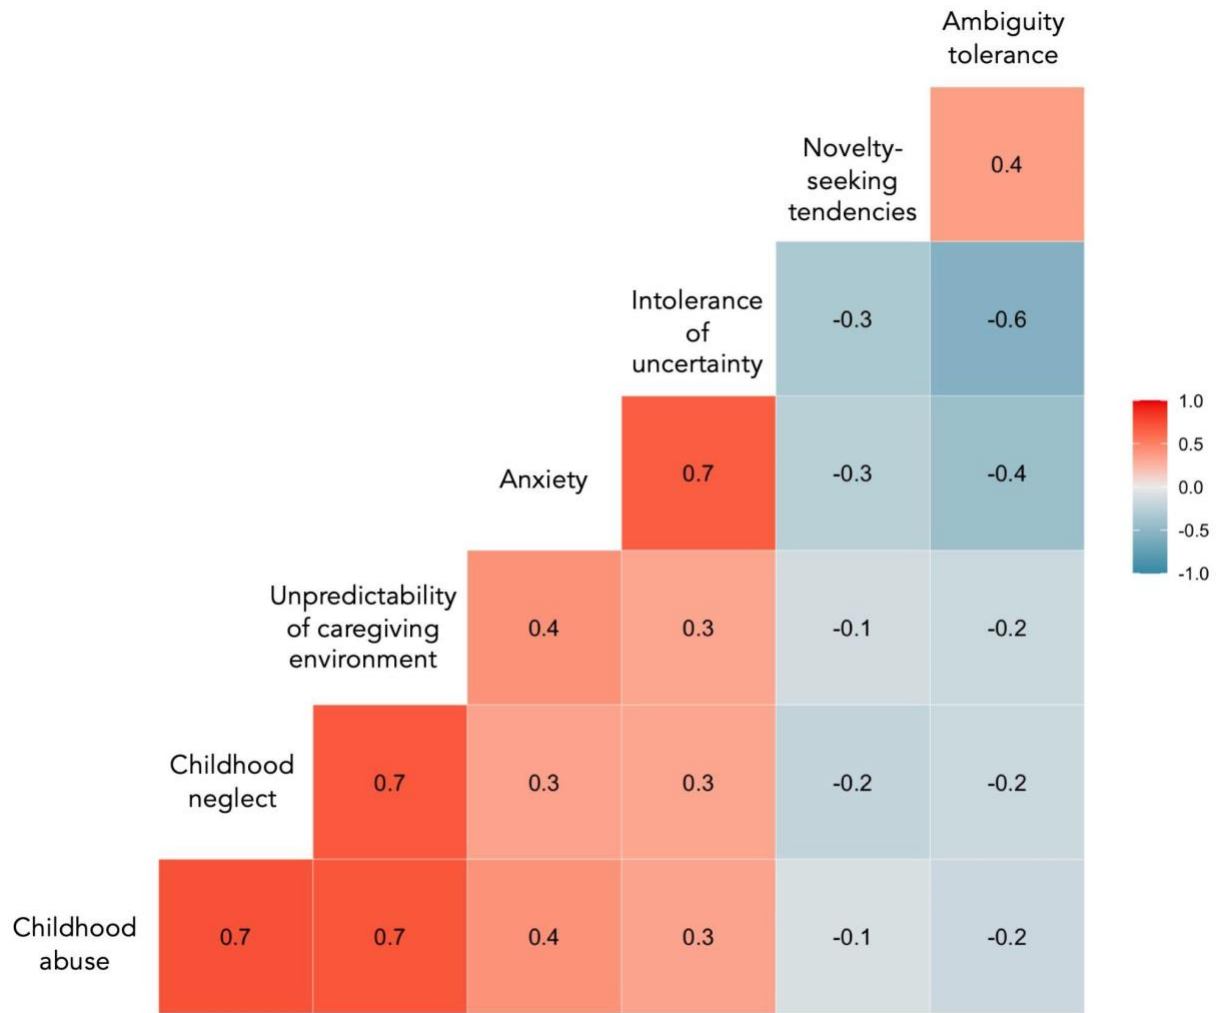 Ambiguity
tolerance
Novelty-
seeking
tendencies
0.4
Intolerance
of
uncertainty
-0.3
-0.6
1.0
0.5
0.0
-0.5
-1.0
Anxiety
0.7
-0.3
-0.4
Unpredictability
of caregiving
environment
0.4
0.3
-0.1
-0.2
Childhood
neglect
0.7
0.3
0.3
-0.2
-0.2
Childhood
abuse
0.7
0.7
0.4
0.3
-0.1
-0.2